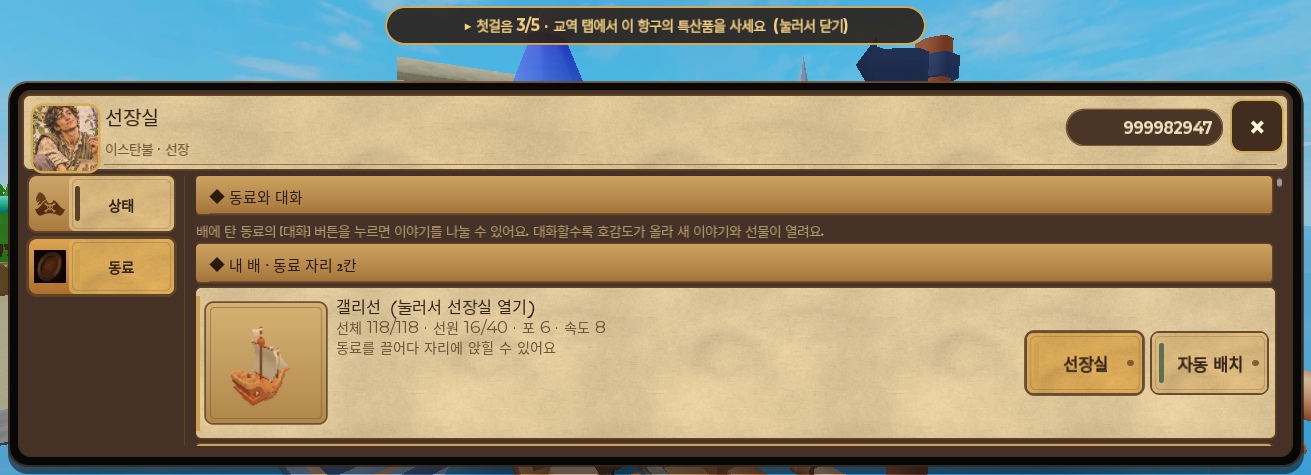 ▸ 첫걸음 3/5 · 교역 탭에서 이 항구의 특산품을 사세요 (눌러서 닫기)
선장실
이스탄불 · 선장
999982947
×
상태
동료
◆ 동료와 대화
배에 탄 동료의 [대화] 버튼을 누르면 이야기를 나눌 수 있어요. 대화할수록 호감도가 올라 새 이야기와 선물이 열려요.
◆ 내 배 · 동료 자리 2칸
갤리선 (눌러서 선장실 열기)
선체 118/118 · 선원 16/40 · 포 6 · 속도 8
동료를 끌어다 자리에 앉힐 수 있어요
선장실
자동 배치